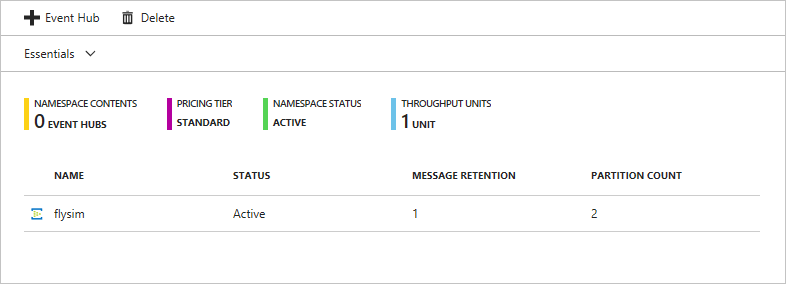 Event Hub Delete
Essentials
NAMESPACE CONTENTS PRICING TIER NAMESPACE STATUS THROUGHPUT UNITS
0 EVENT HUBS STANDARD ACTIVE 1 UNIT
NAME STATUS MESSAGE RETENTION PARTITION COUNT
flysim Active 1 2